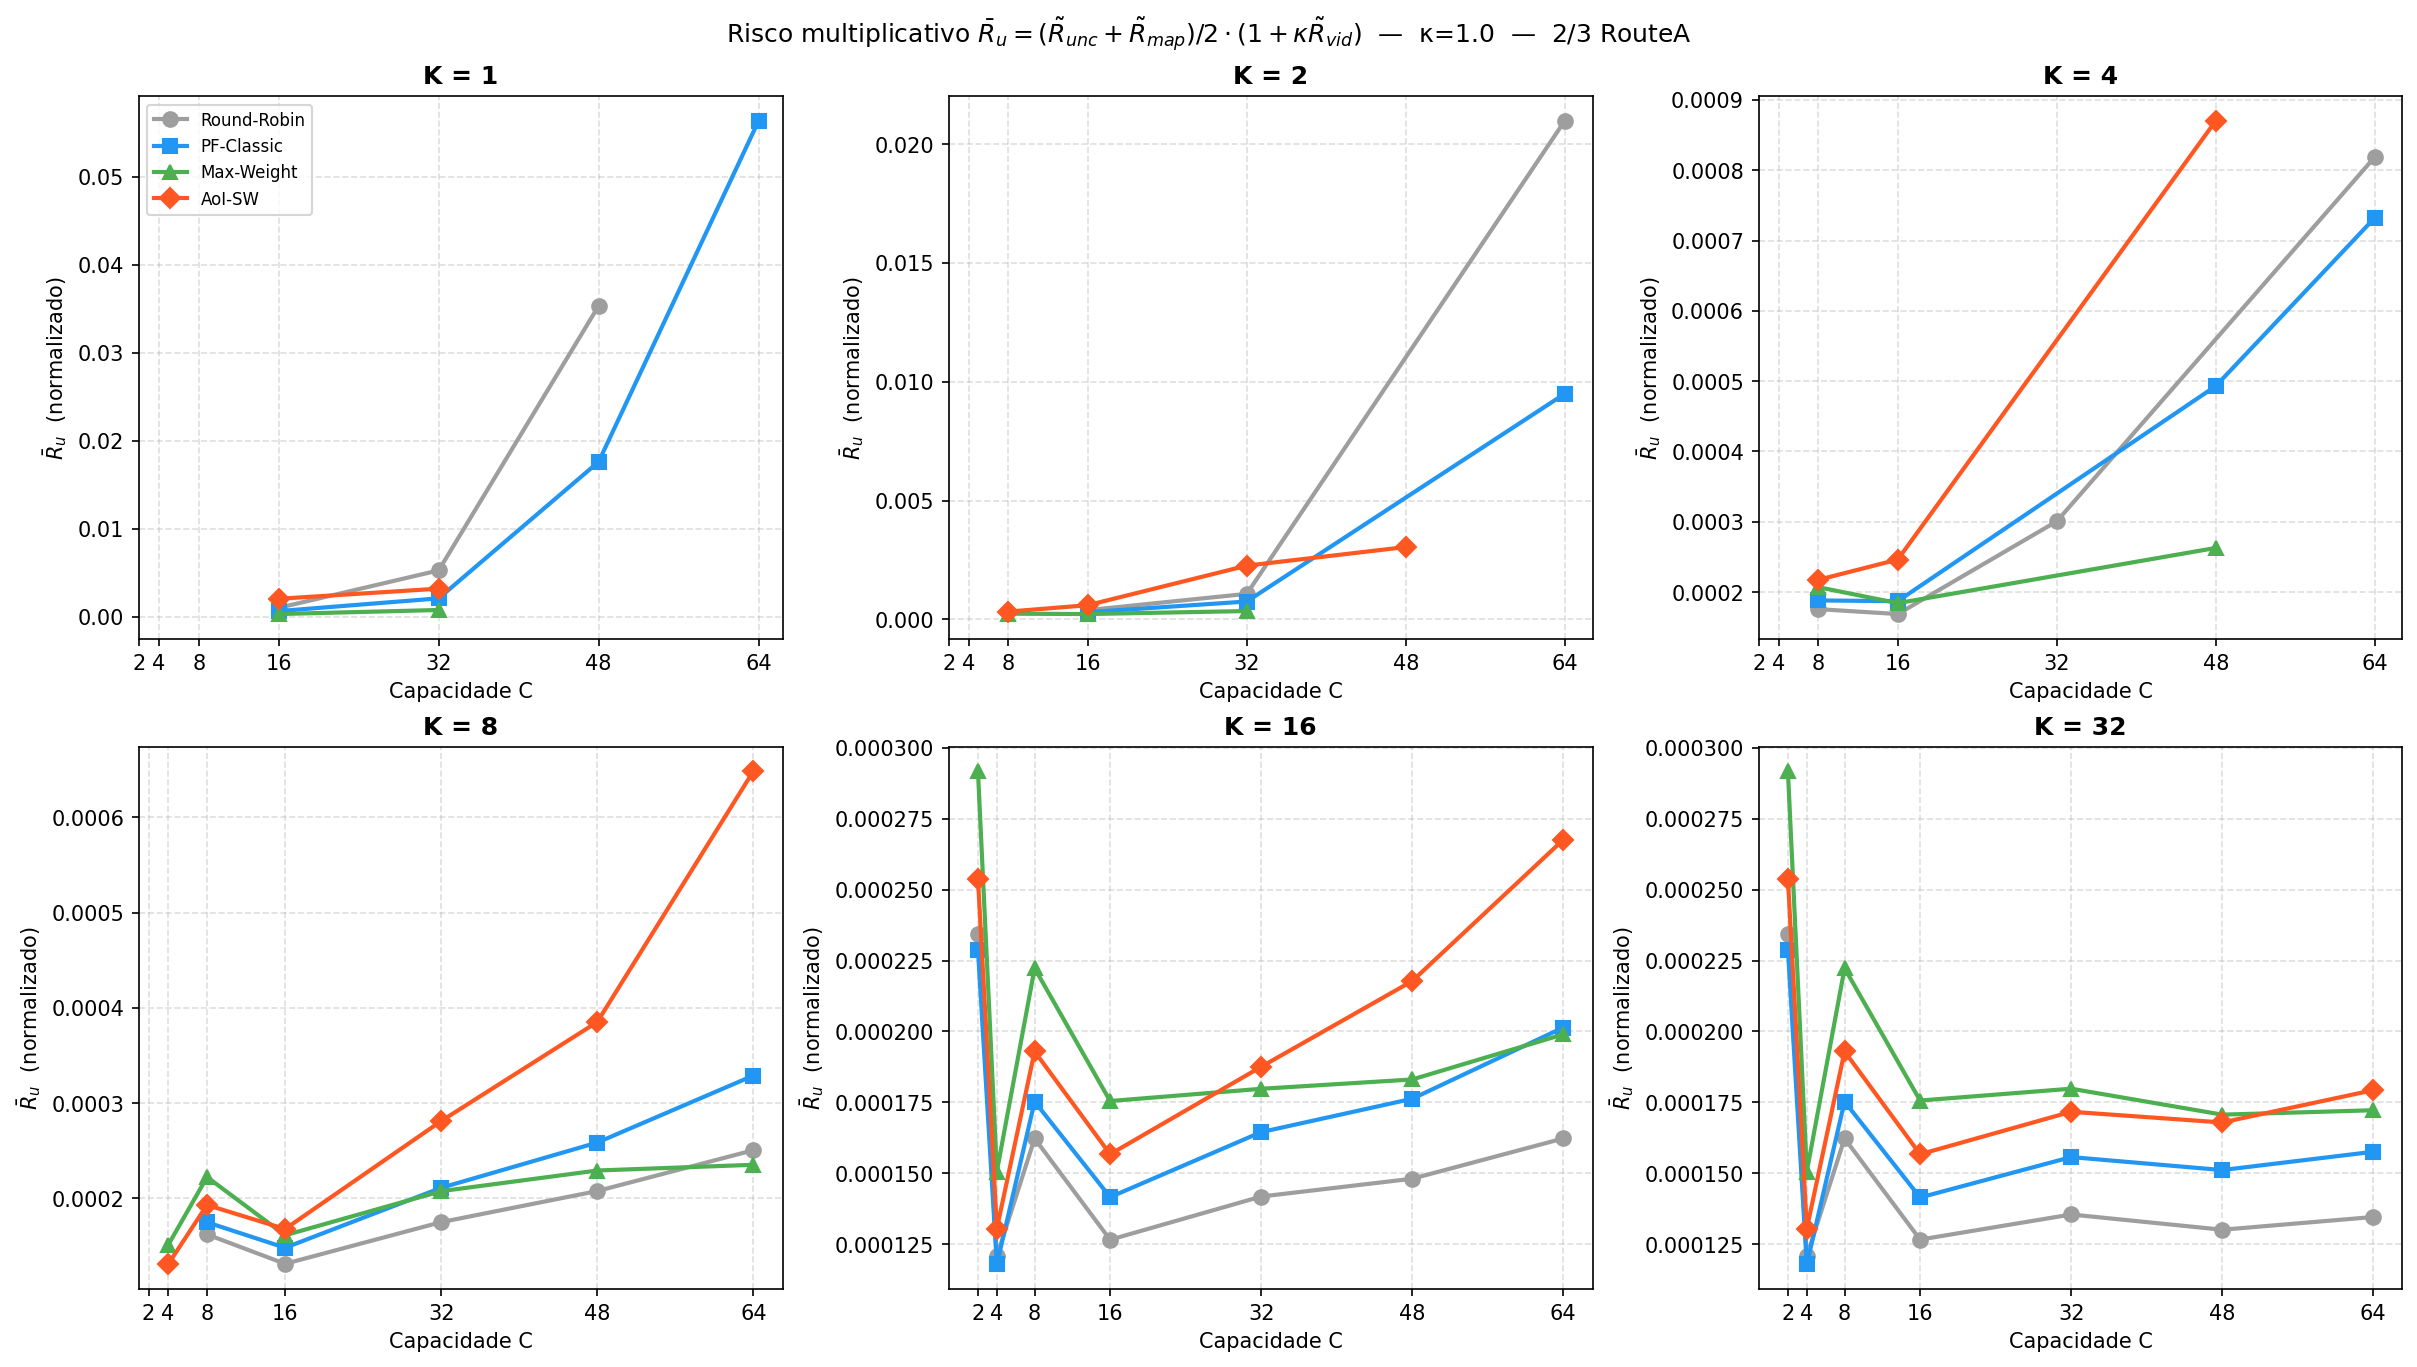 Risco multiplicativo R̄_u = (R̃_unc + R̃_map)/2 · (1 + κR̃_vid) — κ=1.0 — 2/3 RouteA
K = 1
Round-Robin
PF-Classic
Max-Weight
AoI-SW
0.05
0.04
0.03
0.02
0.01
0.00
R̄_u (normalizado)
2 4 8 16 32 48 64
Capacidade C
K = 2
0.020
0.015
0.010
0.005
0.000
R̄_u (normalizado)
2 4 8 16 32 48 64
Capacidade C
K = 4
0.0009
0.0008
0.0007
0.0006
0.0005
0.0004
0.0003
0.0002
R̄_u (normalizado)
2 4 8 16 32 48 64
Capacidade C
K = 8
0.0006
0.0005
0.0004
0.0003
0.0002
R̄_u (normalizado)
2 4 8 16 32 48 64
Capacidade C
K = 16
0.000300
0.000275
0.000250
0.000225
0.000200
0.000175
0.000150
0.000125
R̄_u (normalizado)
2 4 8 16 32 48 64
Capacidade C
K = 32
0.000300
0.000275
0.000250
0.000225
0.000200
0.000175
0.000150
0.000125
R̄_u (normalizado)
2 4 8 16 32 48 64
Capacidade C